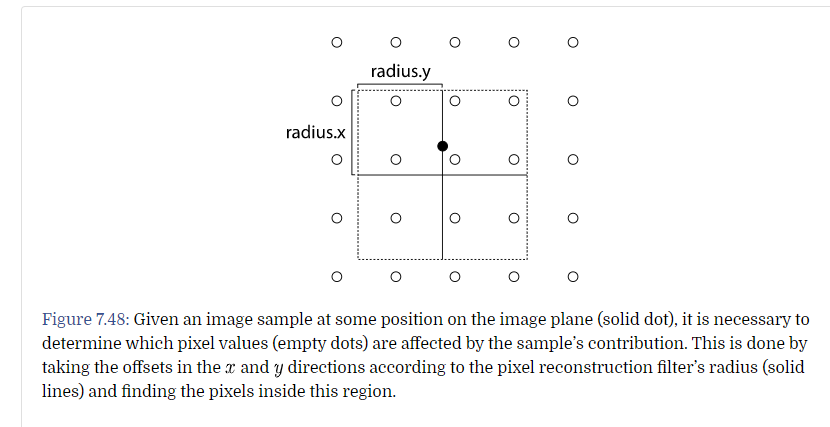 radius.y
radius.x
Figure 7.48: Given an image sample at some position on the image plane (solid dot), it is necessary to
determine which pixel values (empty dots) are affected by the sample’s contribution. This is done by
taking the offsets in the x and y directions according to the pixel reconstruction filter’s radius (solid
lines) and finding the pixels inside this region.